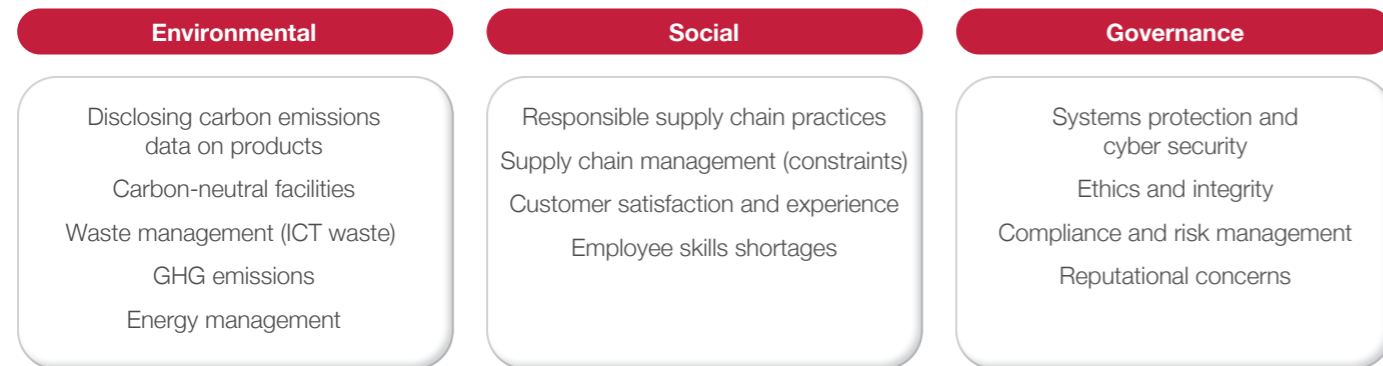 Environmental
Disclosing carbon emissions
data on products
Carbon-neutral facilities
Waste management (ICT waste)
GHG emissions
Energy management
Social
Responsible supply chain practices
Supply chain management (constraints)
Customer satisfaction and experience
Employee skills shortages
Governance
Systems protection and
cyber security
Ethics and integrity
Compliance and risk management
Reputational concerns